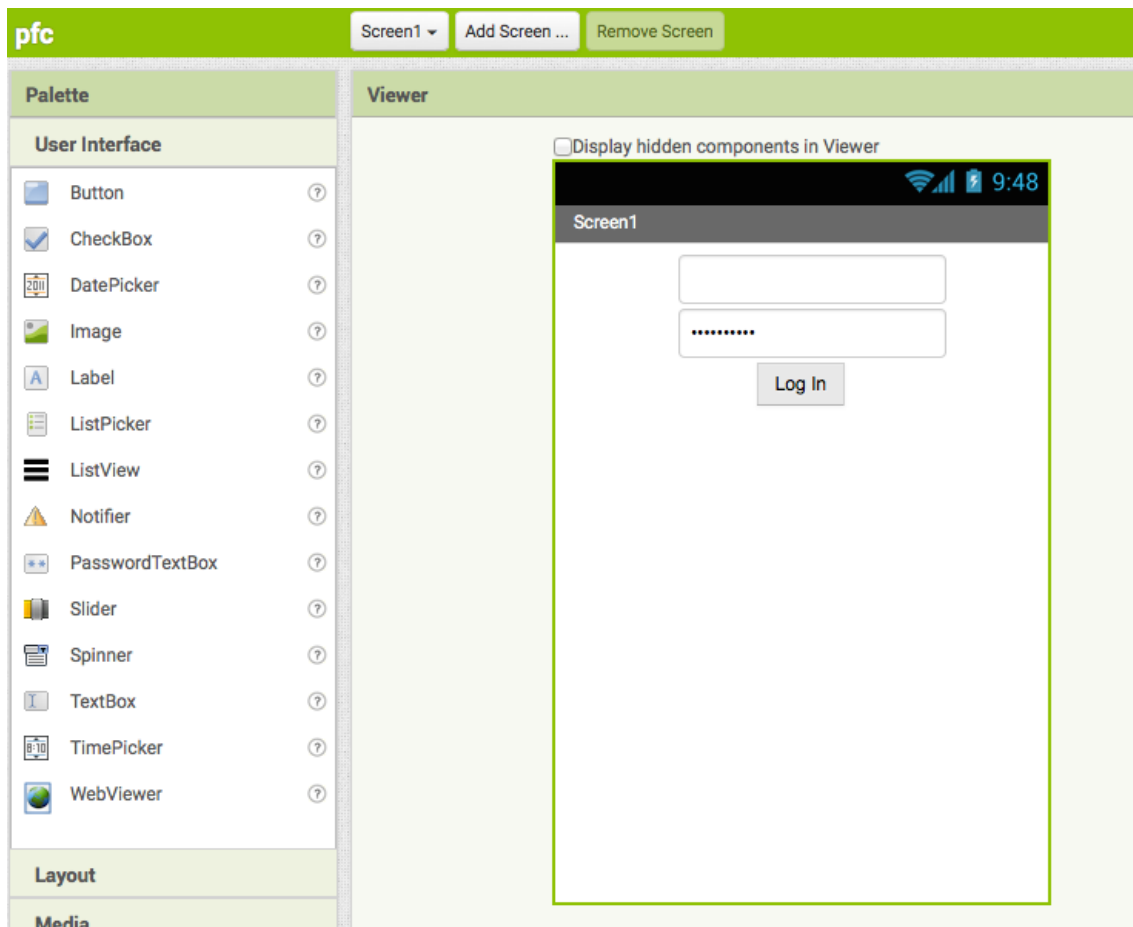 pfc
Screen1
Add Screen ...
Remove Screen
Palette
User Interface
Button
CheckBox
DatePicker
Image
Label
ListPicker
ListView
Notifier
PasswordTextBox
Slider
Spinner
TextBox
TimePicker
WebViewer
Layout
Media
Viewer
Display hidden components in Viewer
9:48
Screen1
••••••••••
Log In